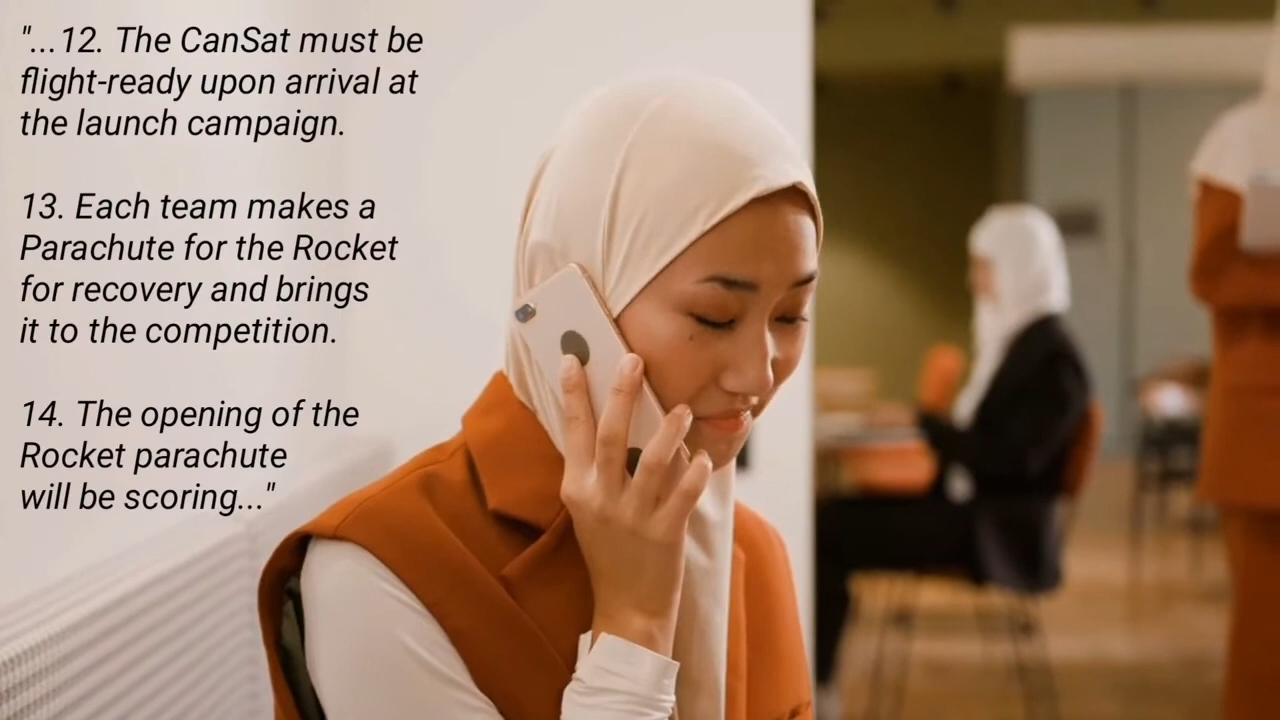 "...12. The CanSat must be
flight-ready upon arrival at
the launch campaign.
13. Each team makes a
Parachute for the Rocket
for recovery and brings
it to the competition.
14. The opening of the
Rocket parachute
will be scoring..."